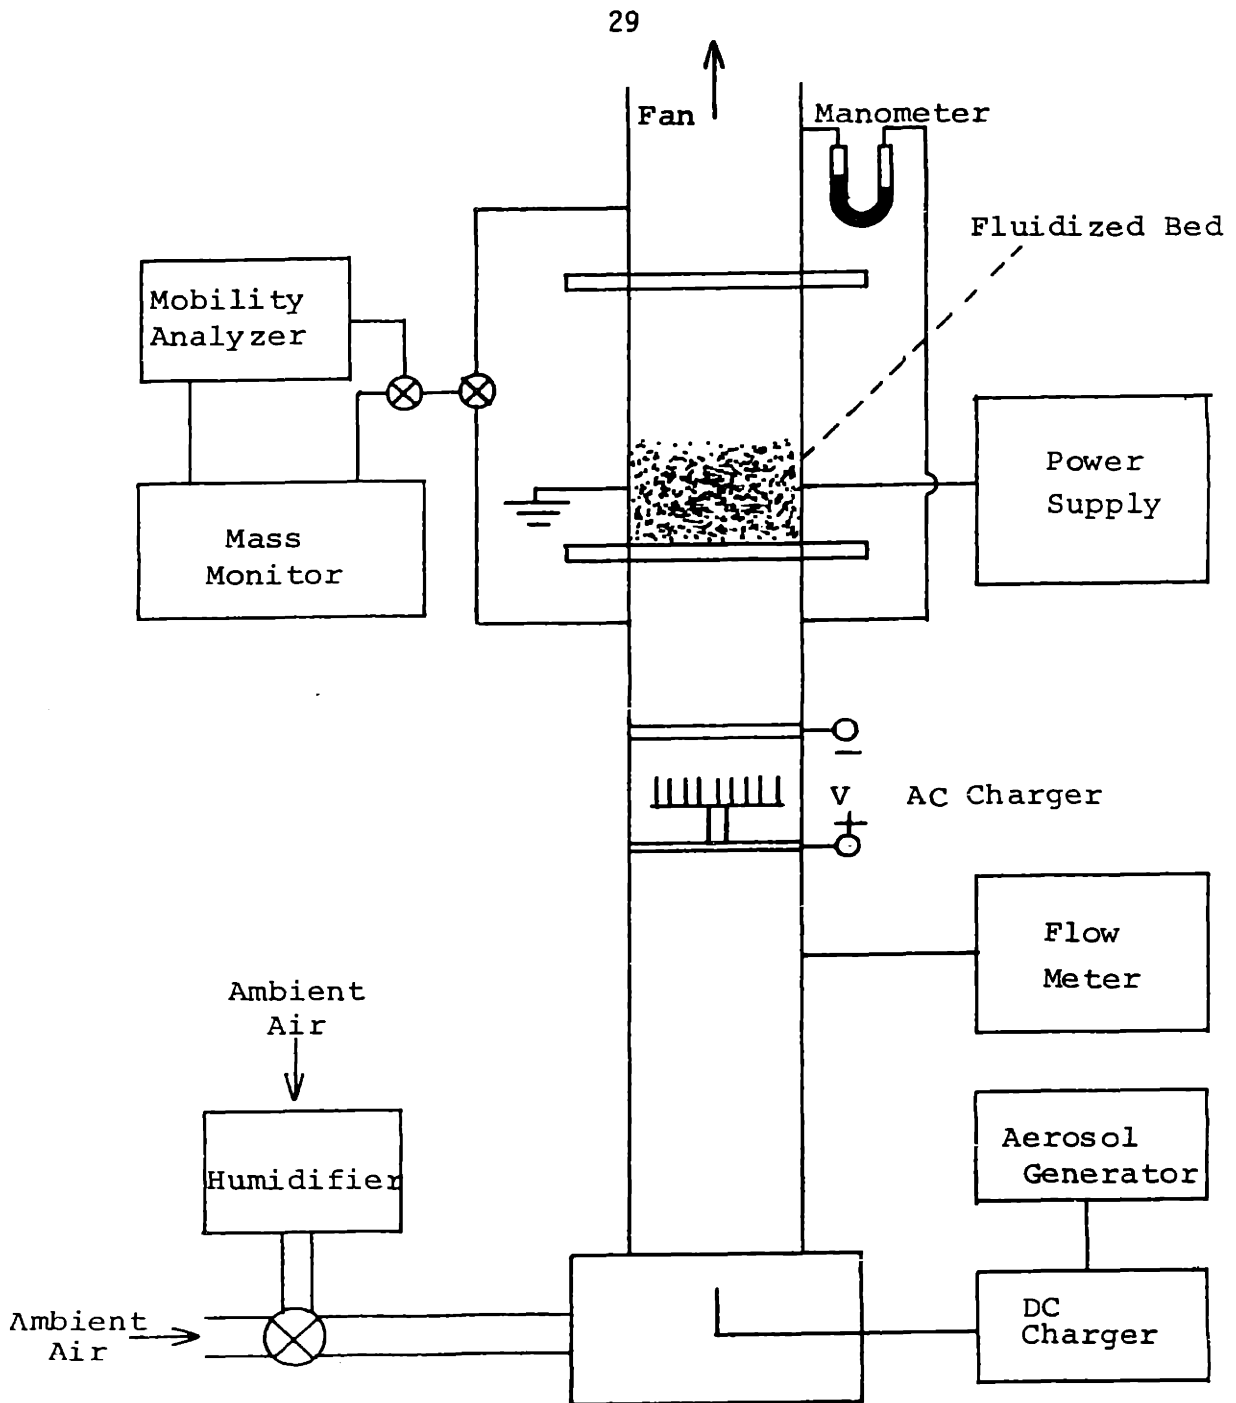 29
Fan
Manometer
Fluidized Bed
Mobility
Analyzer
Power
Supply
Mass
Monitor
−
V
AC Charger
+
Flow
Meter
Ambient
Air
Aerosol
Generator
Humidifier
DC
Charger
Ambient
Air